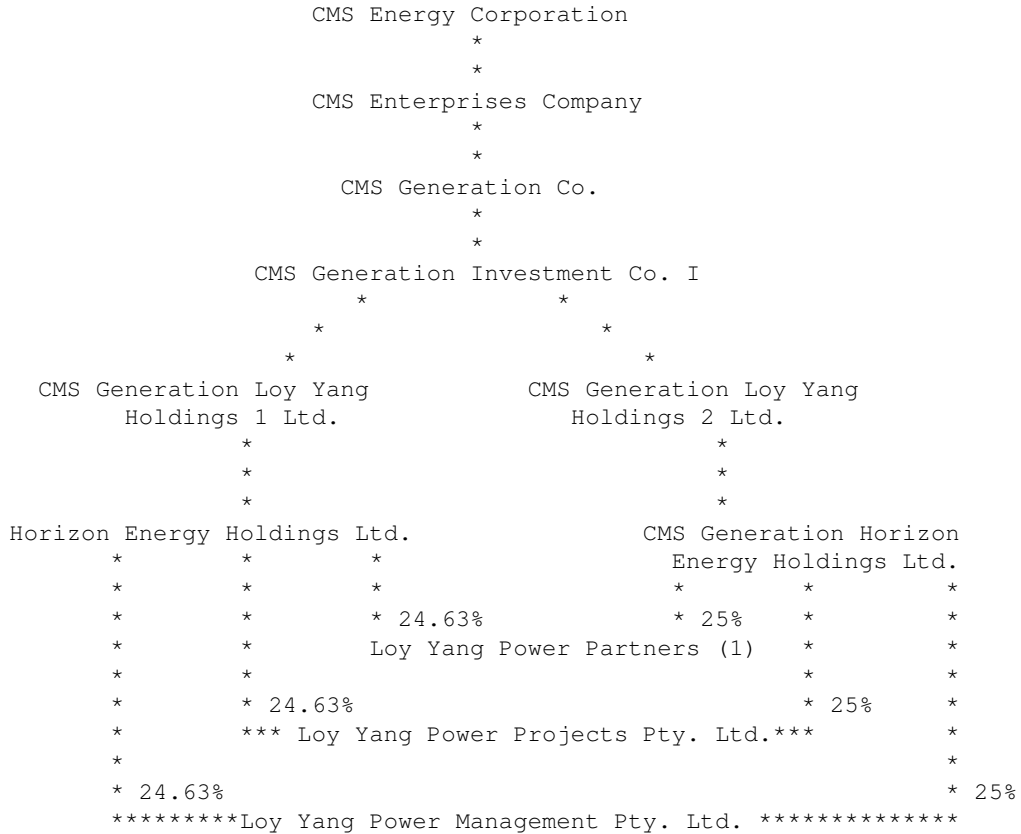 CMS Energy Corporation
*
*
CMS Enterprises Company
*
*
CMS Generation Co.
*
*
CMS Generation Investment Co. I
* *
* *
* *
CMS Generation Loy Yang CMS Generation Loy Yang
Holdings 1 Ltd. Holdings 2 Ltd.
* *
* *
* *
Horizon Energy Holdings Ltd. CMS Generation Horizon
* * * Energy Holdings Ltd.
* * * * * *
* * * 24.63% * 25% * *
* * Loy Yang Power Partners (1) * *
* * * *
* * 24.63% * 25% *
* *** Loy Yang Power Projects Pty. Ltd.*** *
* *
* 24.63% * 25%
*********Loy Yang Power Management Pty. Ltd. **************